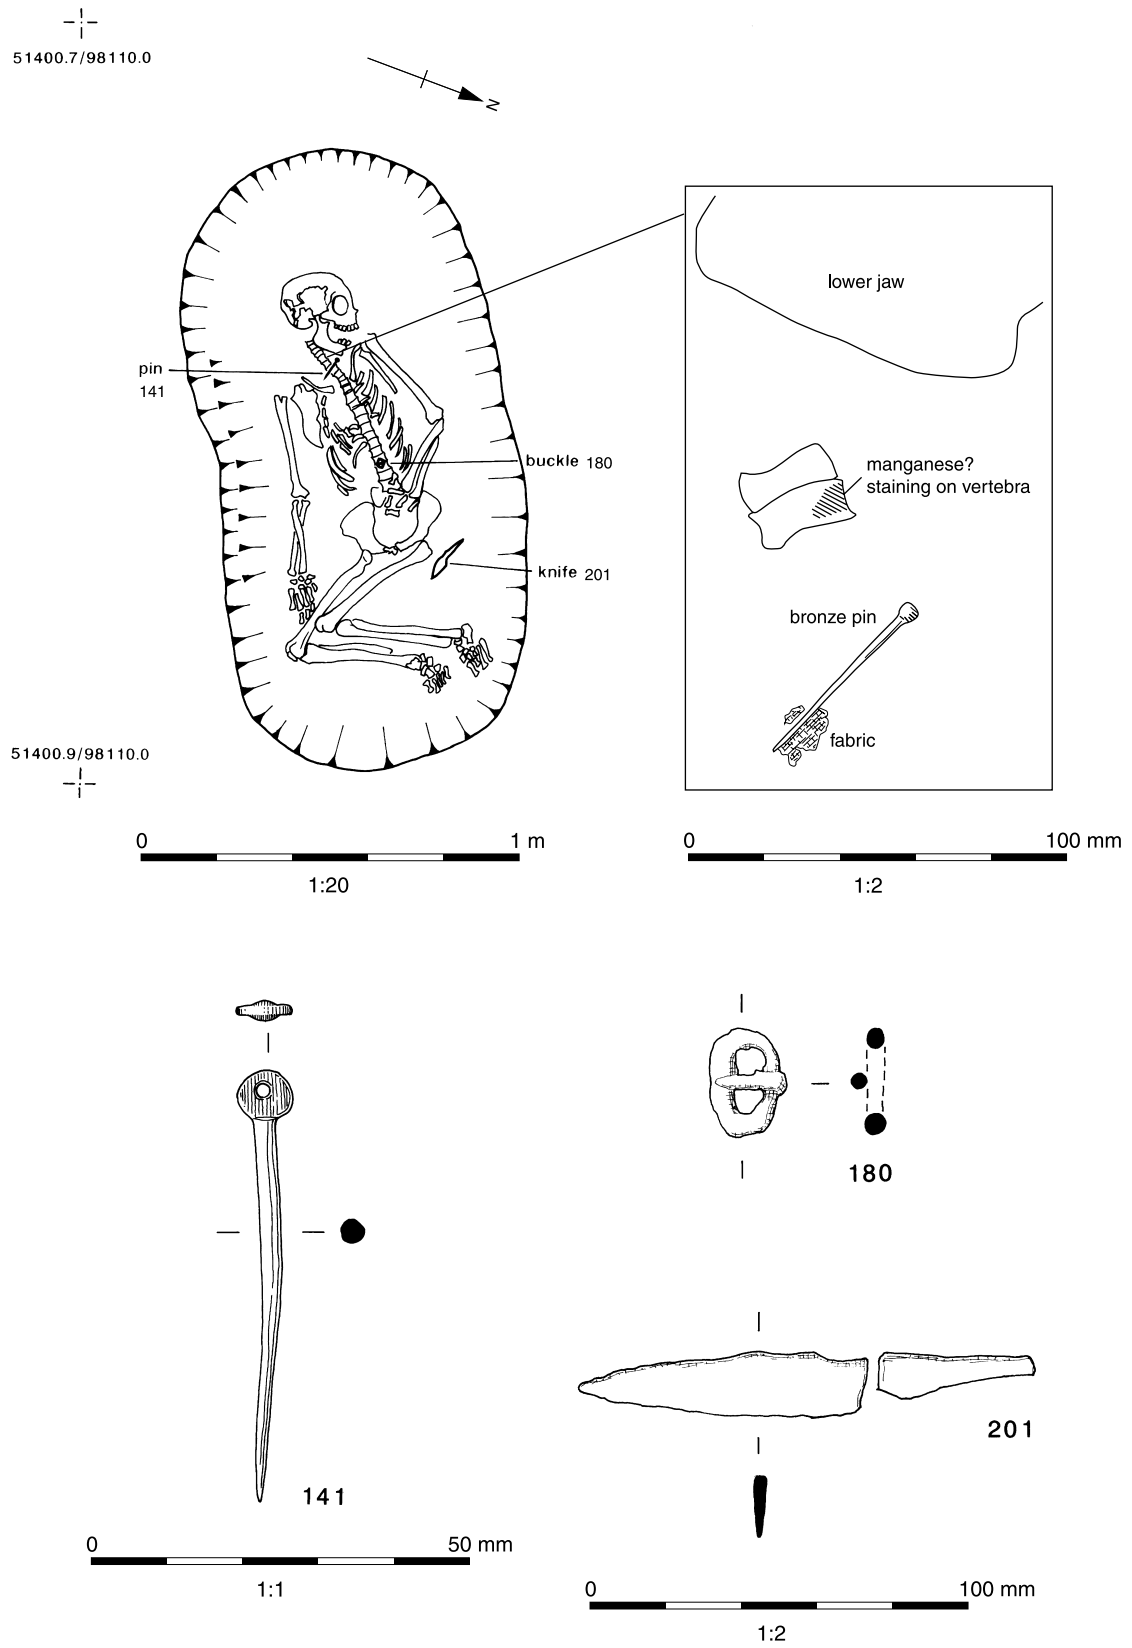 51400.7/98110.0
N
lower jaw
pin
141
buckle 180
manganese?
staining on vertebra
knife 201
bronze pin
fabric
51400.9/98110.0
0 1 m
1:20
0 100 mm
1:2
180
201
141
0 50 mm
1:1
0 100 mm
1:2